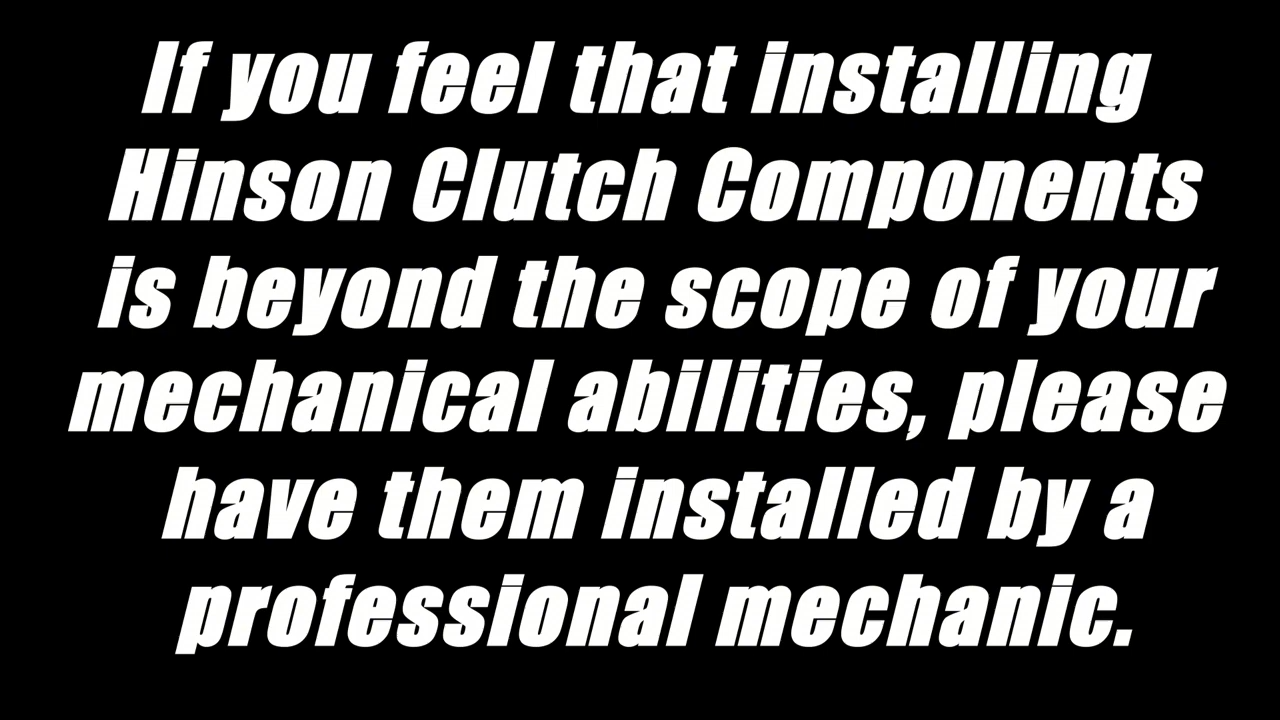 If you feel that installing
Hinson Clutch Components
is beyond the scope of your
mechanical abilities, please
have them installed by a
professional mechanic.